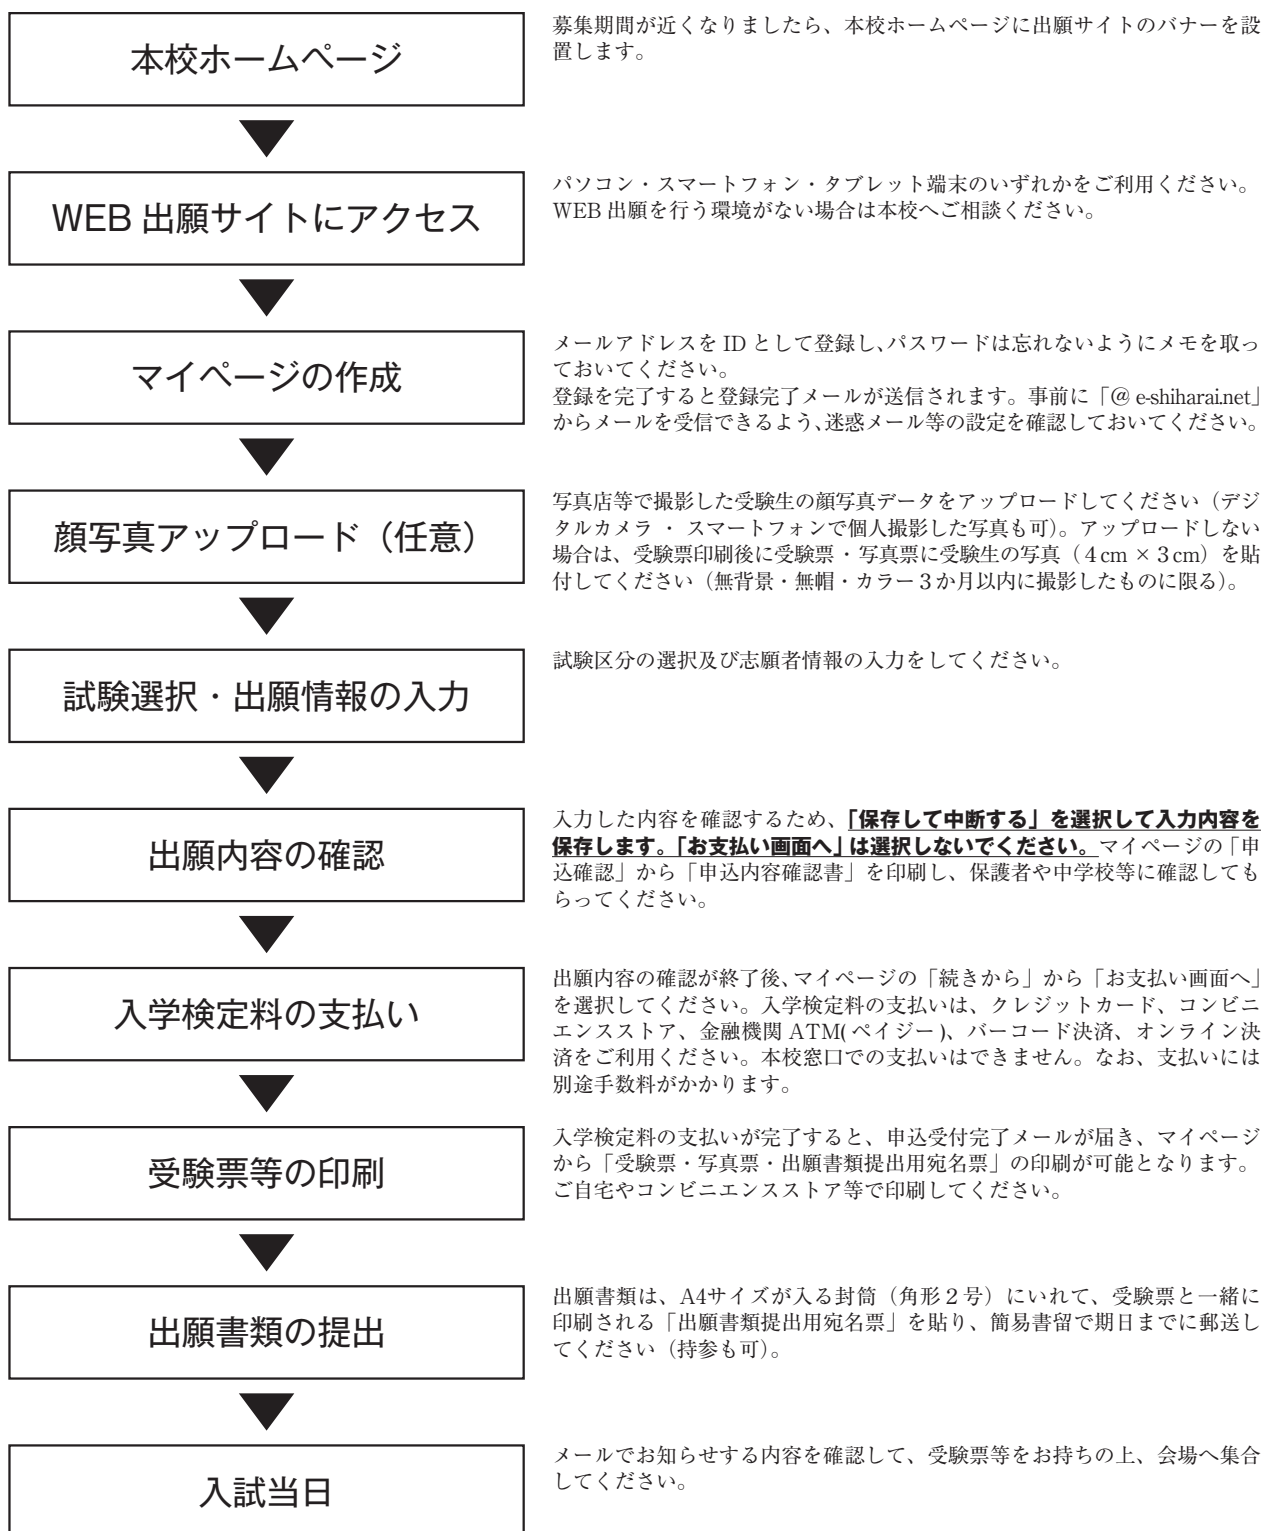 本校ホームページ
募集期間が近くなりましたら、本校ホームページに出願サイトのバナーを設
置します。
WEB 出願サイトにアクセス
パソコン・スマートフォン・タブレット端末のいずれかをご利用ください。
WEB 出願を行う環境がない場合は本校へご相談ください。
マイページの作成
メールアドレスを ID として登録し、パスワードは忘れないようにメモを取っ
ておいてください。
登録を完了すると登録完了メールが送信されます。事前に「@ e-shiharai.net」
からメールを受信できるよう、迷惑メール等の設定を確認しておいてください。
顔写真アップロード（任意）
写真店等で撮影した受験生の顔写真データをアップロードしてください（デジ
タルカメラ ・ スマートフォンで個人撮影した写真も可）。アップロードしない
場合は、受験票印刷後に受験票・写真票に受験生の写真（４cm × ３cm）を貼
付してください（無背景・無帽・カラー３か月以内に撮影したものに限る）。
試験選択・出願情報の入力
試験区分の選択及び志願者情報の入力をしてください。
出願内容の確認
入力した内容を確認するため、「保存して中断する」を選択して入力内容を
保存します。「お支払い画面へ」は選択しないでください。マイページの「申
込確認」から「申込内容確認書」を印刷し、保護者や中学校等に確認しても
らってください。
入学検定料の支払い
出願内容の確認が終了後、マイページの「続きから」から「お支払い画面へ」
を選択してください。入学検定料の支払いは、クレジットカード、コンビニ
エンスストア、金融機関 ATM( ペイジー )、バーコード決済、オンライン決
済をご利用ください。本校窓口での支払いはできません。なお、支払いには
別途手数料がかかります。
受験票等の印刷
入学検定料の支払いが完了すると、申込受付完了メールが届き、マイページ
から「受験票・写真票・出願書類提出用宛名票」の印刷が可能となります。
ご自宅やコンビニエンスストア等で印刷してください。
出願書類の提出
出願書類は、A4サイズが入る封筒（角形２号）にいれて、受験票と一緒に
印刷される「出願書類提出用宛名票」を貼り、簡易書留で期日までに郵送し
てください（持参も可）。
入試当日
メールでお知らせする内容を確認して、受験票等をお持ちの上、会場へ集合
してください。